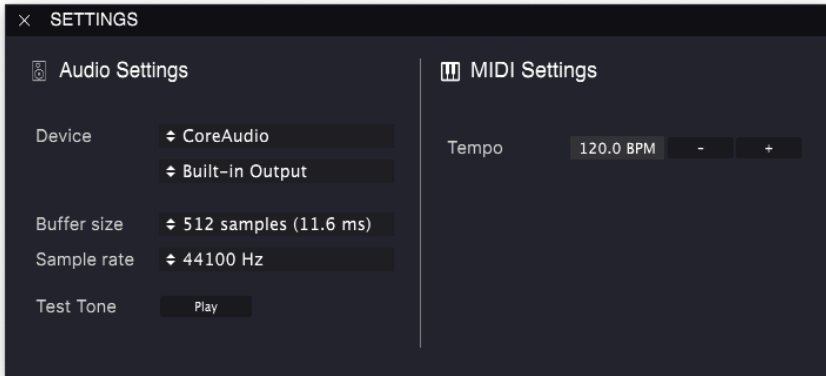 SETTINGS
Audio Settings
Device
CoreAudio
Built-in Output
Buffer size
512 samples (11.6 ms)
Sample rate
44100 Hz
Test Tone
Play
MIDI Settings
Tempo
120.0 BPM
-
+